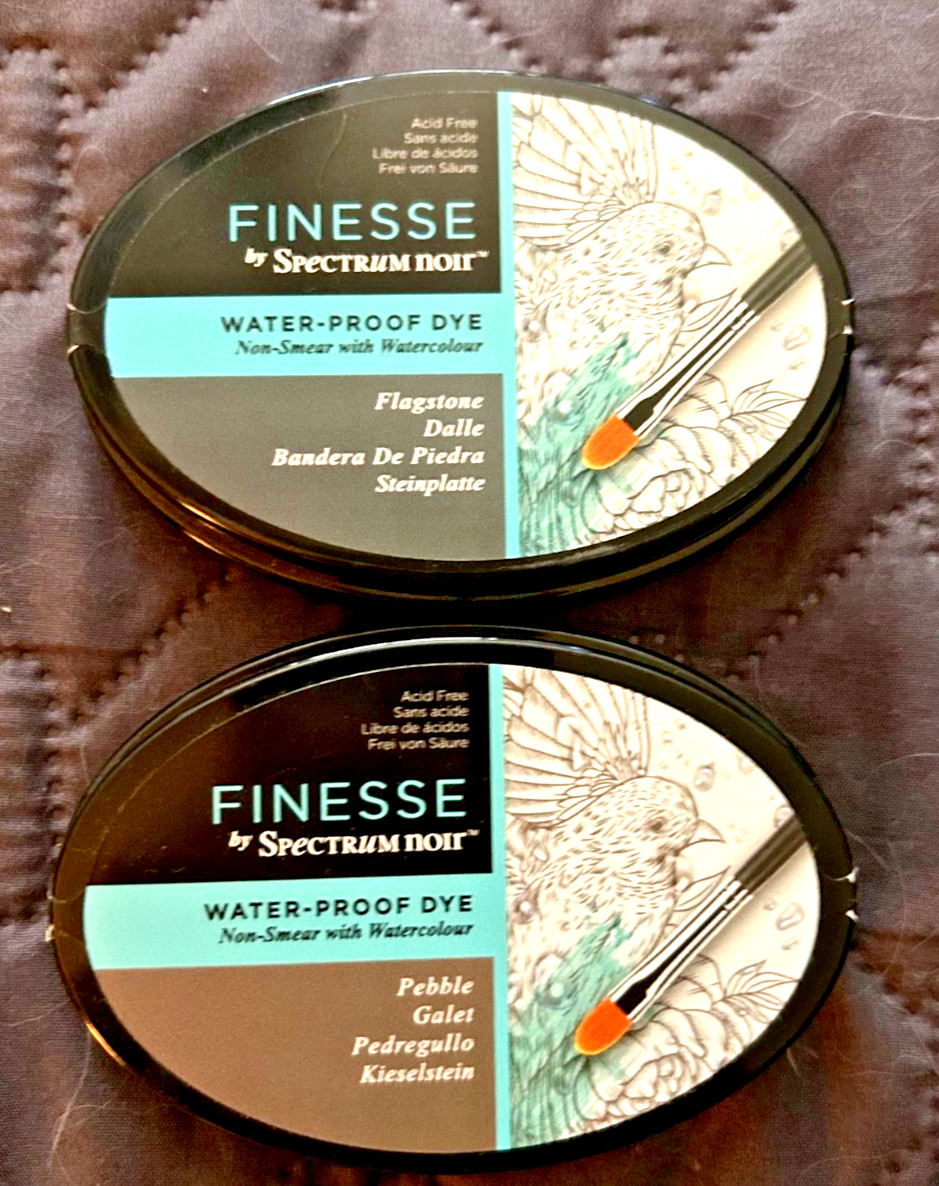 Acid Free
Sans acide
Libre de ácidos
Frei von Säure
FINESSE
by SPECTRUM NOIR™
WATER-PROOF DYE
Non-Smear with Watercolour
Flagstone
Dalle
Bandera De Piedra
Steinplatte
Acid Free
Sans acide
Libre de ácidos
Frei von Säure
FINESSE
by SPECTRUM NOIR™
WATER-PROOF DYE
Non-Smear with Watercolour
Pebble
Galet
Pedregullo
Kieselstein